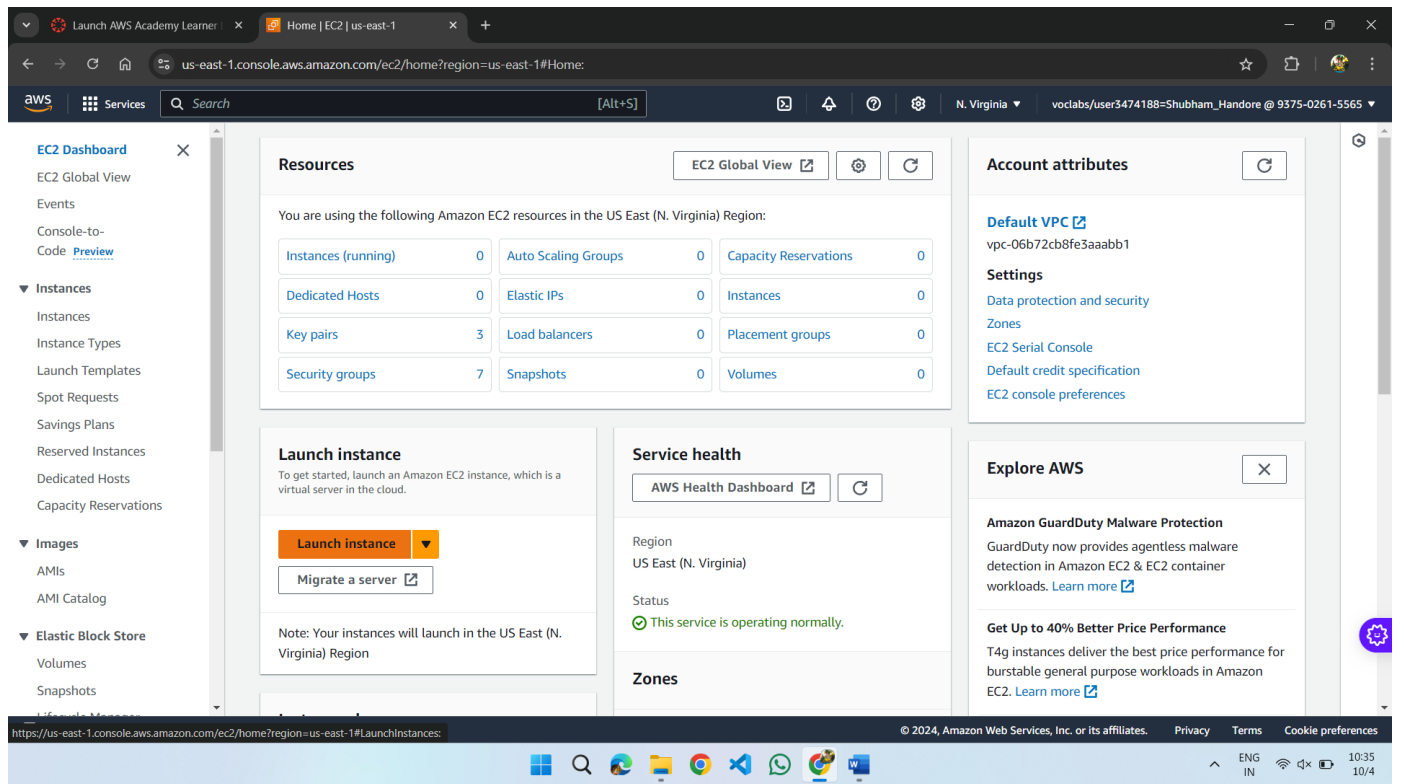 Launch AWS Academy Learner
Home | EC2 | us-east-1
us-east-1.console.aws.amazon.com/ec2/home?region=us-east-1#Home:
aws
Services
Search
[Alt+S]
N. Virginia
voclabs/user3474188=Shubham_Handore @ 9375-0261-5565
EC2 Dashboard
EC2 Global View
Events
Console-to-
Code Preview
Instances
Instances
Instance Types
Launch Templates
Spot Requests
Savings Plans
Reserved Instances
Dedicated Hosts
Capacity Reservations
Images
AMIs
AMI Catalog
Elastic Block Store
Volumes
Snapshots
Lifecycle Manager
Resources
EC2 Global View
You are using the following Amazon EC2 resources in the US East (N. Virginia) Region:
Instances (running) 0
Auto Scaling Groups 0
Capacity Reservations 0
Dedicated Hosts 0
Elastic IPs 0
Instances 0
Key pairs 3
Load balancers 0
Placement groups 0
Security groups 7
Snapshots 0
Volumes 0
Launch instance
To get started, launch an Amazon EC2 instance, which is a
virtual server in the cloud.
Launch instance
Migrate a server
Note: Your instances will launch in the US East (N.
Virginia) Region
Service health
AWS Health Dashboard
Region
US East (N. Virginia)
Status
This service is operating normally.
Zones
Account attributes
Default VPC
vpc-06b72cb8fe3aaabb1
Settings
Data protection and security
Zones
EC2 Serial Console
Default credit specification
EC2 console preferences
Explore AWS
Amazon GuardDuty Malware Protection
GuardDuty now provides agentless malware
detection in Amazon EC2 & EC2 container
workloads. Learn more
Get Up to 40% Better Price Performance
T4g instances deliver the best price performance for
burstable general purpose workloads in Amazon
EC2. Learn more
https://us-east-1.console.aws.amazon.com/ec2/home?region=us-east-1#LaunchInstances:
© 2024, Amazon Web Services, Inc. or its affiliates.
Privacy
Terms
Cookie preferences
ENG
IN
10:35
10/4